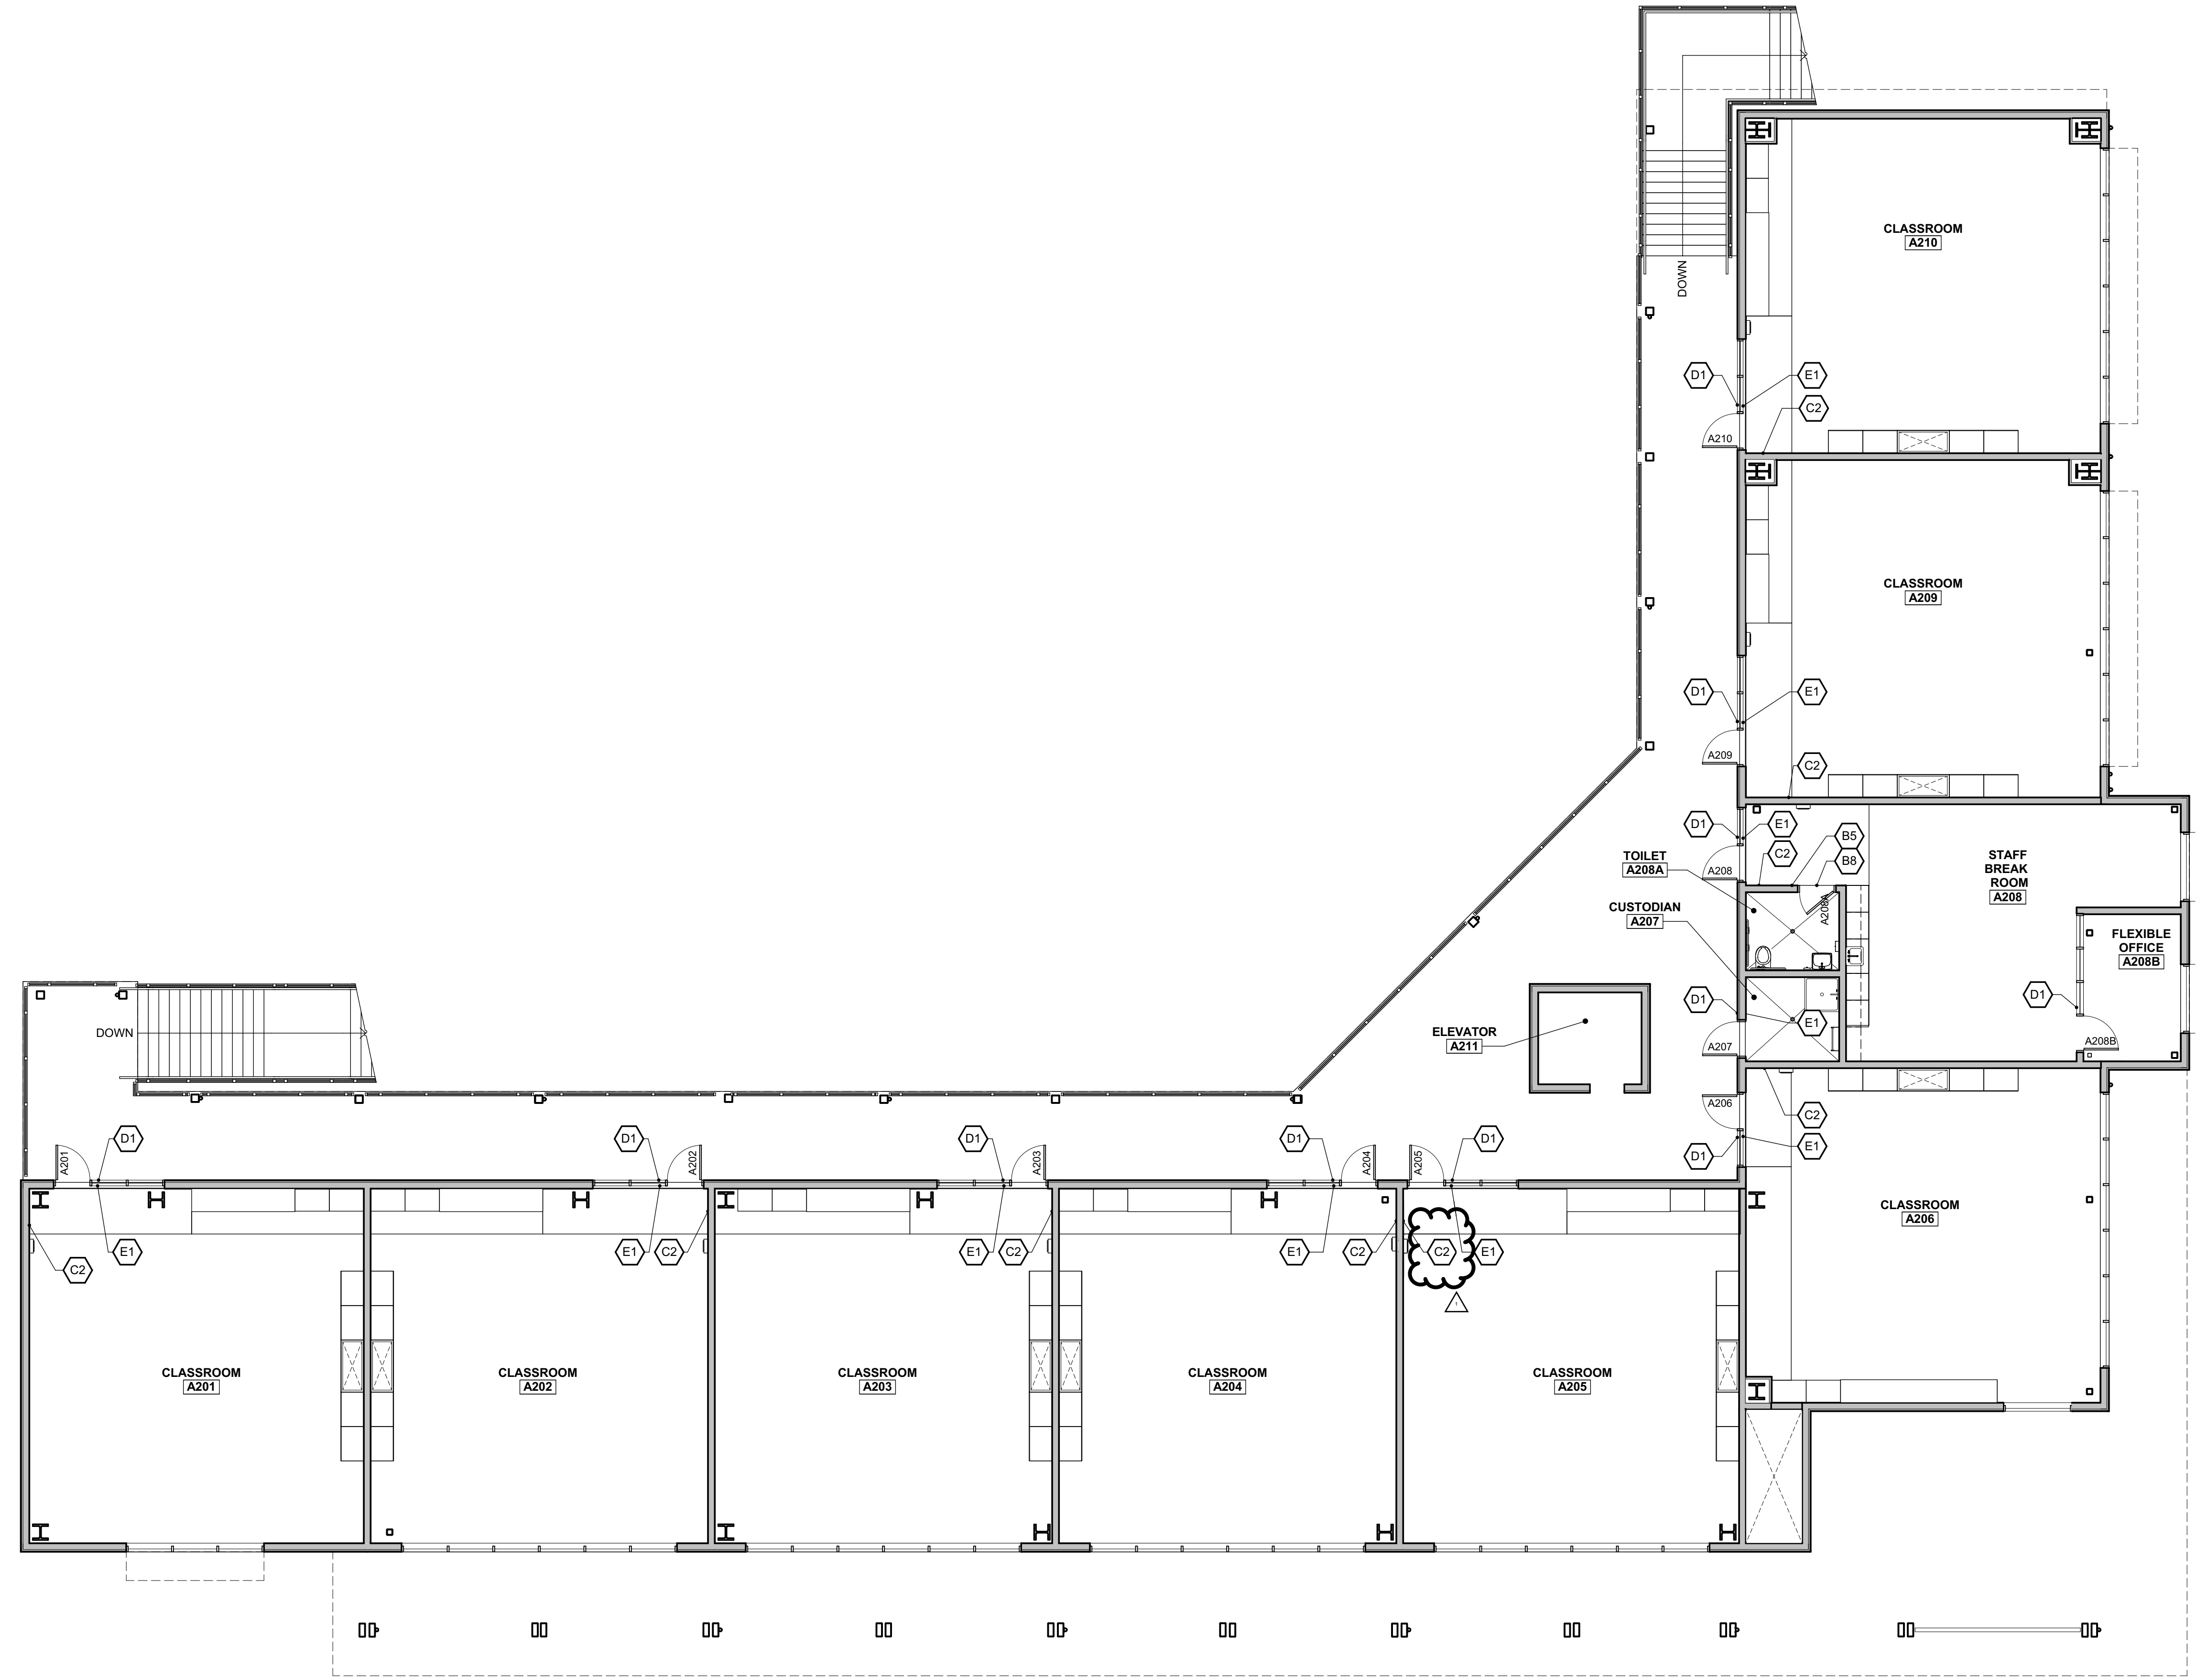 DOWN
CLASSROOM
A210
D1
E1
C2
A210
CLASSROOM
A209
D1
E1
A209
C2
D1
E1
C2
B5
B8
A208
TOILET
A208A
A208A
STAFF
BREAK
ROOM
A208
CUSTODIAN
A207
FLEXIBLE
OFFICE
A208B
D1
D1
E1
A207
A208B
ELEVATOR
A211
DOWN
A206
C2
D1
E1
D1
D1
D1
D1
D1
A201
A202
A203
A204
A205
C2
E1
E1
C2
E1
C2
E1
C2
C2
E1
1
CLASSROOM
A206
CLASSROOM
A201
CLASSROOM
A202
CLASSROOM
A203
CLASSROOM
A204
CLASSROOM
A205